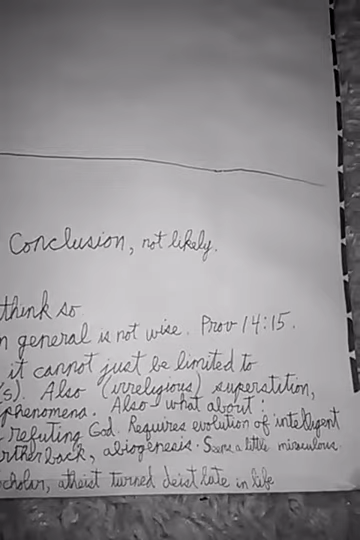 Conclusion, not likely.
think so
n general is not wise. Prov 14:15.
it cannot just be limited to
(s). Also (irreligious) superstition,
phenomena. Also what about:
- refuting God. Requires evolution of intelligent
rther back, abiogenesis. Seems a little miraculous.
cholar, atheist turned deist late in life